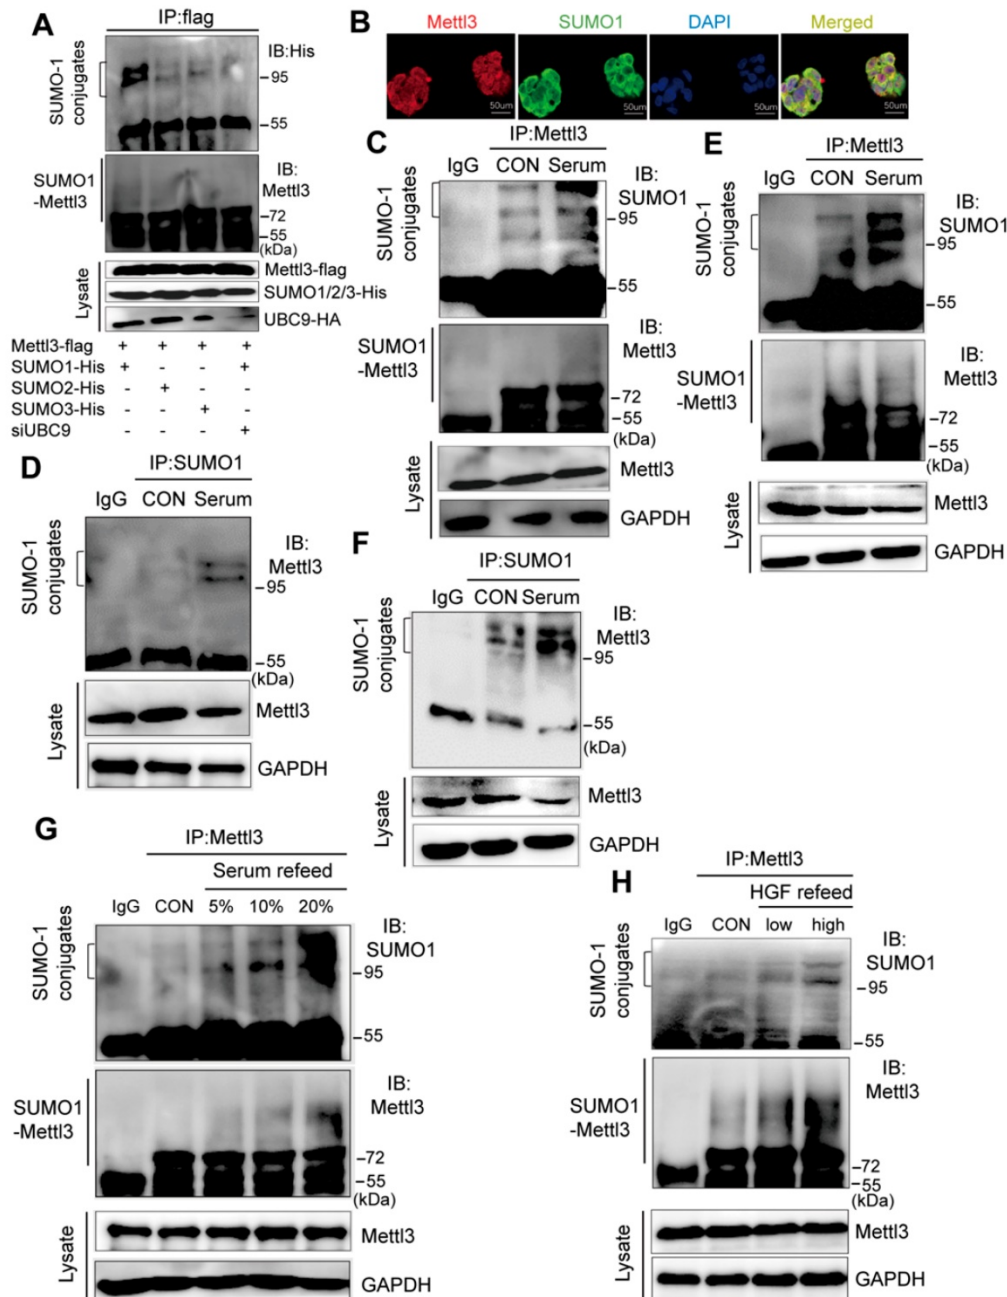 A
IP:flag
IB:His
SUMO-1
conjugates
–95
–55
SUMO1
-Mettl3
IB:
Mettl3
–72
–55
(kDa)
Lysate
Mettl3-flag
SUMO1/2/3-His
UBC9-HA
Mettl3-flag + + + +
SUMO1-His + - - +
SUMO2-His - + - -
SUMO3-His - - + -
siUBC9 - - - +
B
Mettl3 SUMO1 DAPI Merged
50um 50um 50um 50um
C
IP:Mettl3
IgG CON Serum
SUMO-1
conjugates
IB:
SUMO1
–95
–55
SUMO1
-Mettl3
IB:
Mettl3
–72
–55
(kDa)
Lysate
Mettl3
GAPDH
E
IP:Mettl3
IgG CON Serum
SUMO-1
conjugates
IB:
SUMO1
95
55
SUMO1
-Mettl3
IB:
Mettl3
–72
–55
(kDa)
Lysate
Mettl3
GAPDH
D
IP:SUMO1
IgG CON Serum
SUMO-1
conjugates
IB:
Mettl3
–95
–55
(kDa)
Lysate
Mettl3
GAPDH
F
IP:SUMO1
IgG CON Serum
SUMO-1
conjugates
IB:
Mettl3
–95
–55
(kDa)
Lysate
Mettl3
GAPDH
G
IP:Mettl3
Serum refeed
IgG CON 5% 10% 20%
SUMO-1
conjugates
IB:
SUMO1
–95
–55
SUMO1
-Mettl3
IB:
Mettl3
–72
–55
(kDa)
Lysate
Mettl3
GAPDH
H
IP:Mettl3
HGF refeed
IgG CON low high
SUMO-1
conjugates
IB:
SUMO1
–95
–55
SUMO1
-Mettl3
IB:
Mettl3
–72
–55
(kDa)
Lysate
Mettl3
GAPDH